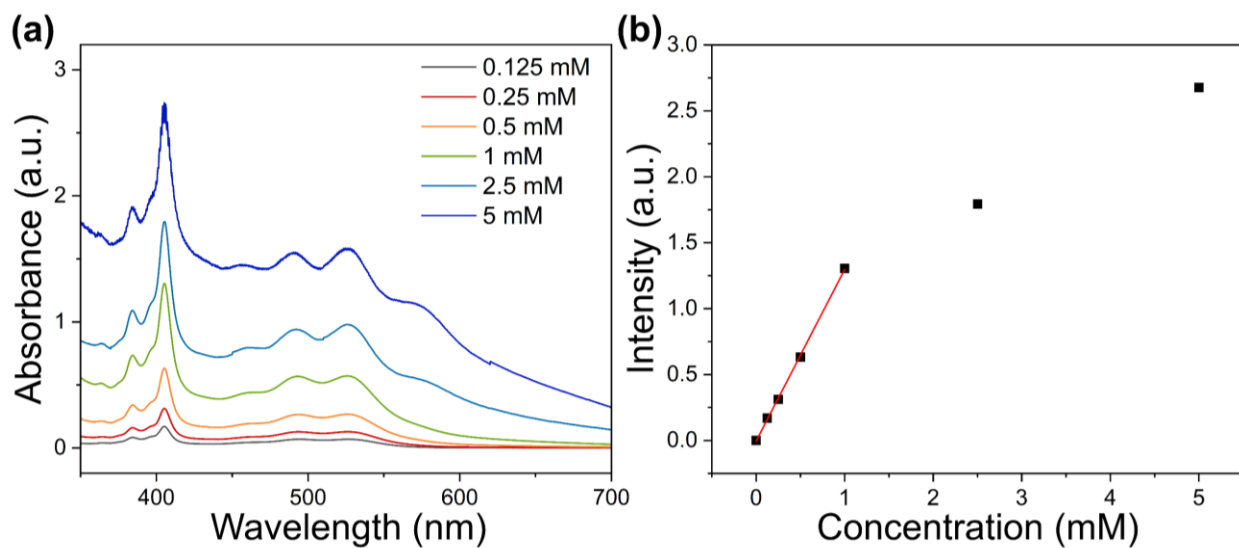 (a)
3
2
1
0
Absorbance (a.u.)
0.125 mM
0.25 mM
0.5 mM
1 mM
2.5 mM
5 mM
400 500 600 700
Wavelength (nm)
(b)
3.0
2.5
2.0
1.5
1.0
0.5
0.0
Intensity (a.u.)
0 1 2 3 4 5
Concentration (mM)